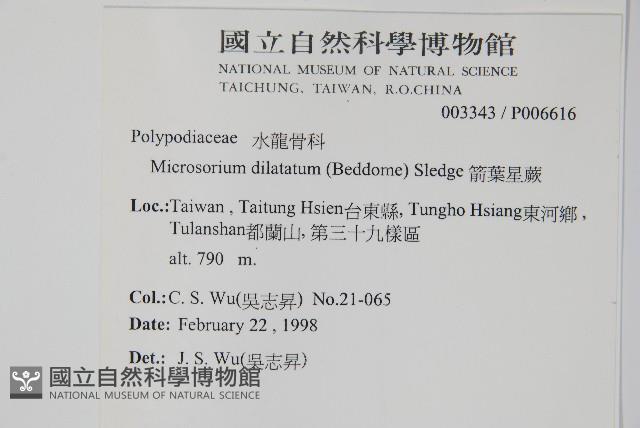 國立自然科學博物館
NATIONAL MUSEUM OF NATURAL SCIENCE
TAICHUNG, TAIWAN, R.O.CHINA
003343 / P006616
Polypodiaceae 水龍骨科
Microsorium dilatatum (Beddome) Sledge 箭葉星蕨
Loc.:Taiwan , Taitung Hsien台東縣, Tungho Hsiang東河鄉 ,
Tulanshan都蘭山, 第三十九樣區
alt. 790 m.
Col.: C. S. Wu(吳志昇) No.21-065
Date: February 22 , 1998
Det.: J. S. Wu(吳志昇)
國立自然科學博物館
NATIONAL MUSEUM OF NATURAL SCIENCE